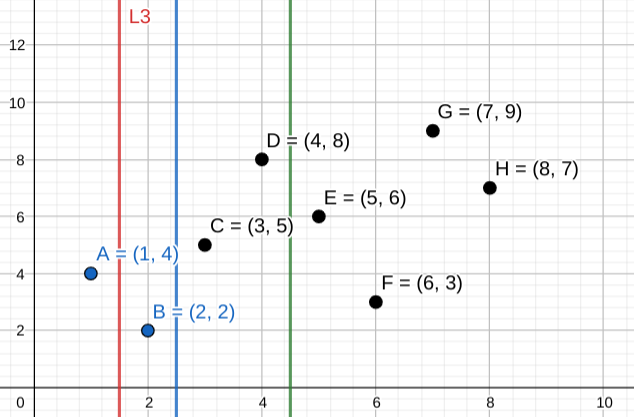 L3
12
10
G = (7, 9)
D = (4, 8)
8
H = (8, 7)
E = (5, 6)
6
C = (3, 5)
A = (1, 4)
4
F = (6, 3)
B = (2, 2)
2
0 2 4 6 8 10